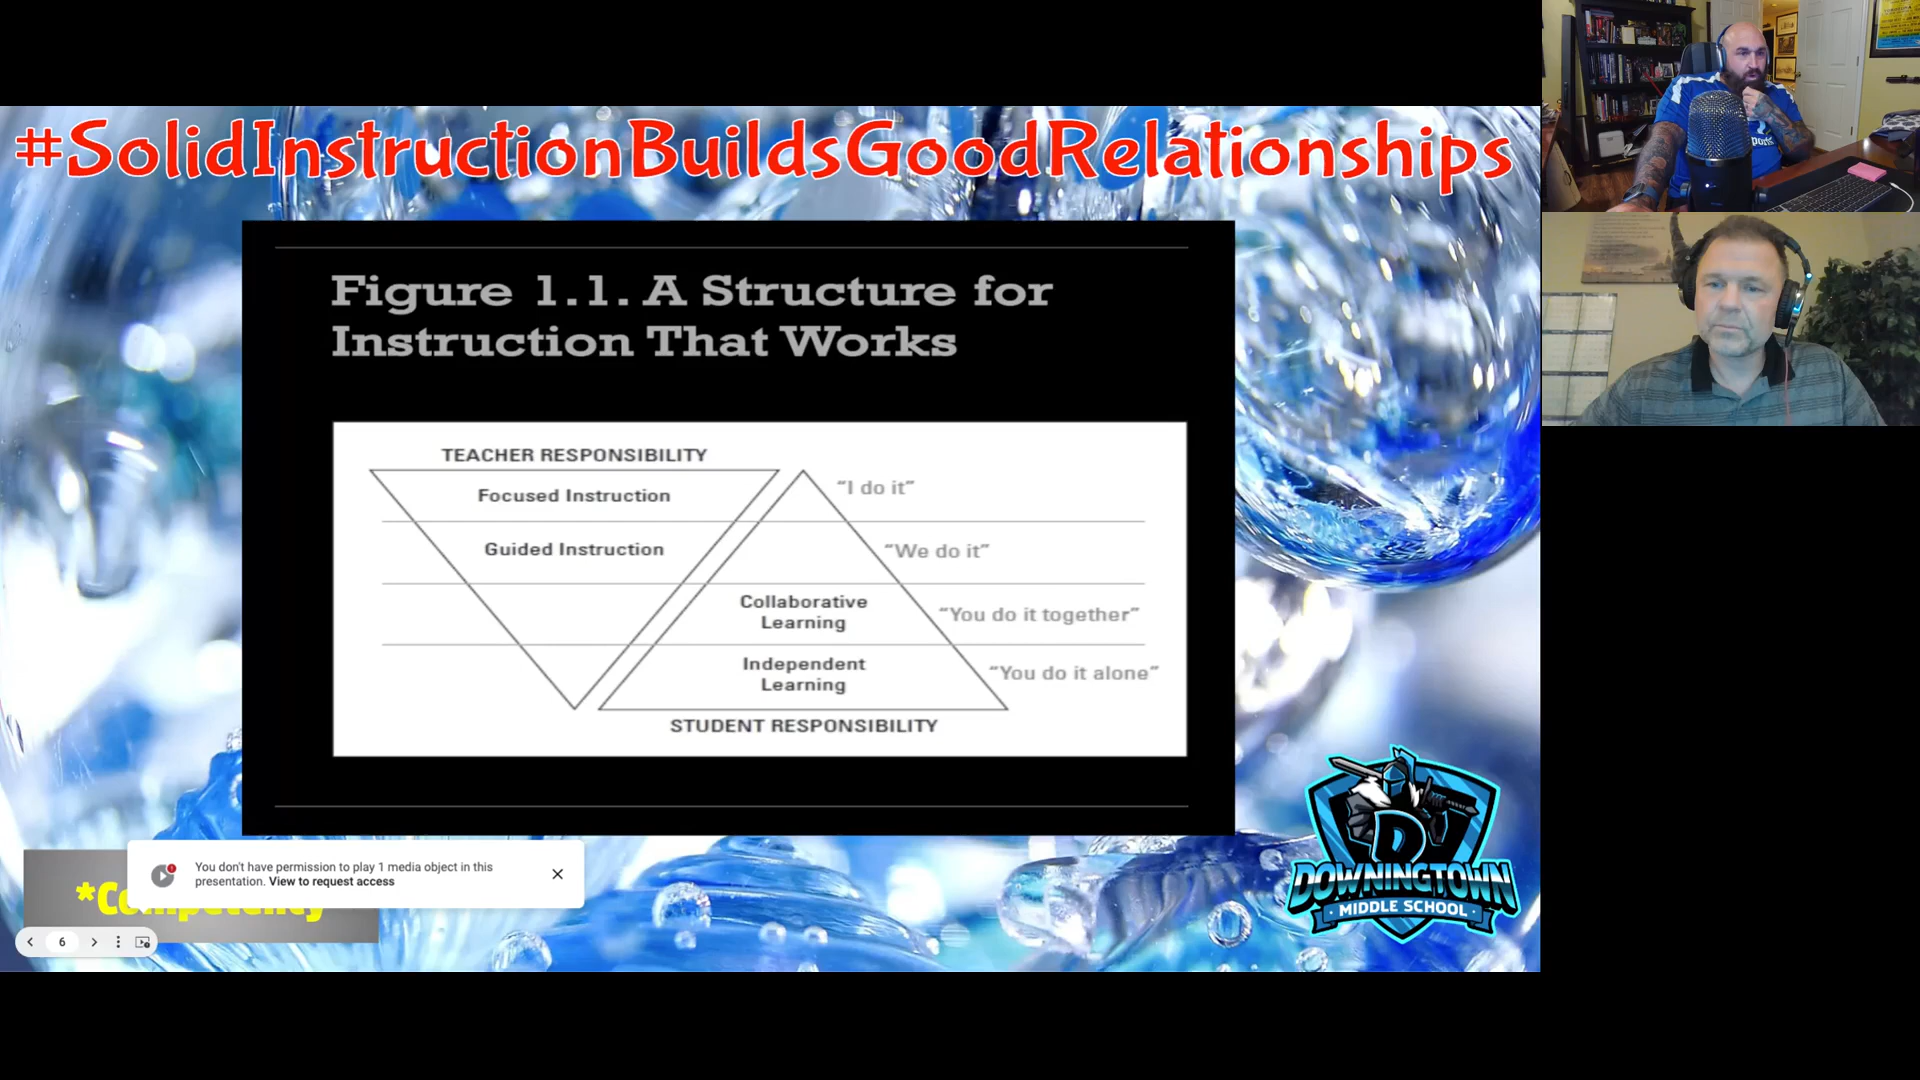 #SolidInstructionBuildsGoodRelationships
Figure 1.1. A Structure for
Instruction That Works
TEACHER RESPONSIBILITY
Focused Instruction
"I do it"
Guided Instruction
"We do it"
Collaborative
Learning
"You do it together"
Independent
Learning
"You do it alone"
STUDENT RESPONSIBILITY
You don't have permission to play 1 media object in this
presentation. View to request access
*Competency
6
D
DOWNINGTOWN
· MIDDLE SCHOOL ·